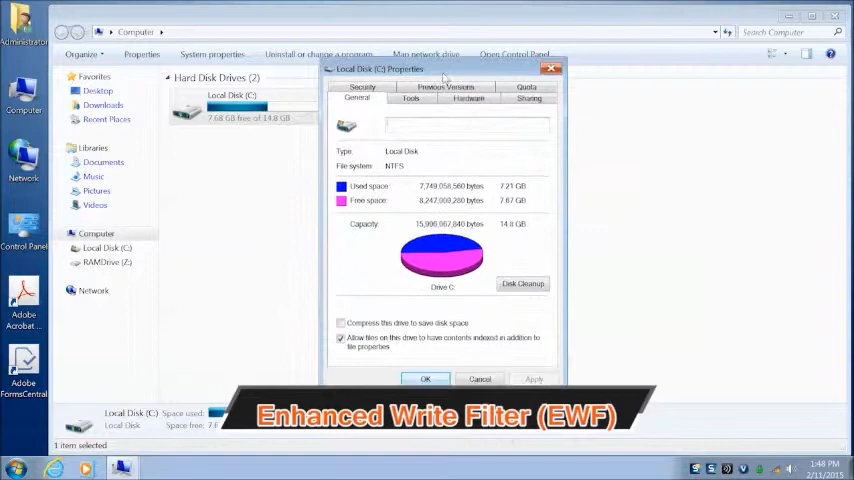 Administrator
Computer
Network
Control Panel
Adobe
Acrobat ...
Adobe
FormsCentral
Computer
Search Computer
Organize
Properties
System properties
Uninstall or change a program
Map network drive
Open Control Panel
Favorites
Desktop
Downloads
Recent Places
Libraries
Documents
Music
Pictures
Videos
Computer
Local Disk (C:)
RAMDrive (Z:)
Network
Hard Disk Drives (2)
Local Disk (C:)
7.68 GB free of 14.8 GB
Local Disk (C:) Properties
Security
Previous Versions
Quota
General
Tools
Hardware
Sharing
Type: Local Disk
File system: NTFS
Used space: 7,749,058,560 bytes 7.21 GB
Free space: 8,247,009,280 bytes 7.67 GB
Capacity: 15,996,067,840 bytes 14.8 GB
Drive C:
Disk Cleanup
Compress this drive to save disk space
Allow files on this drive to have contents indexed in addition to
file properties
OK
Cancel
Apply
Enhanced Write Filter (EWF)
Local Disk (C:) Space used:
Local Disk Space free:
1 item selected
1:48 PM
2/11/2015